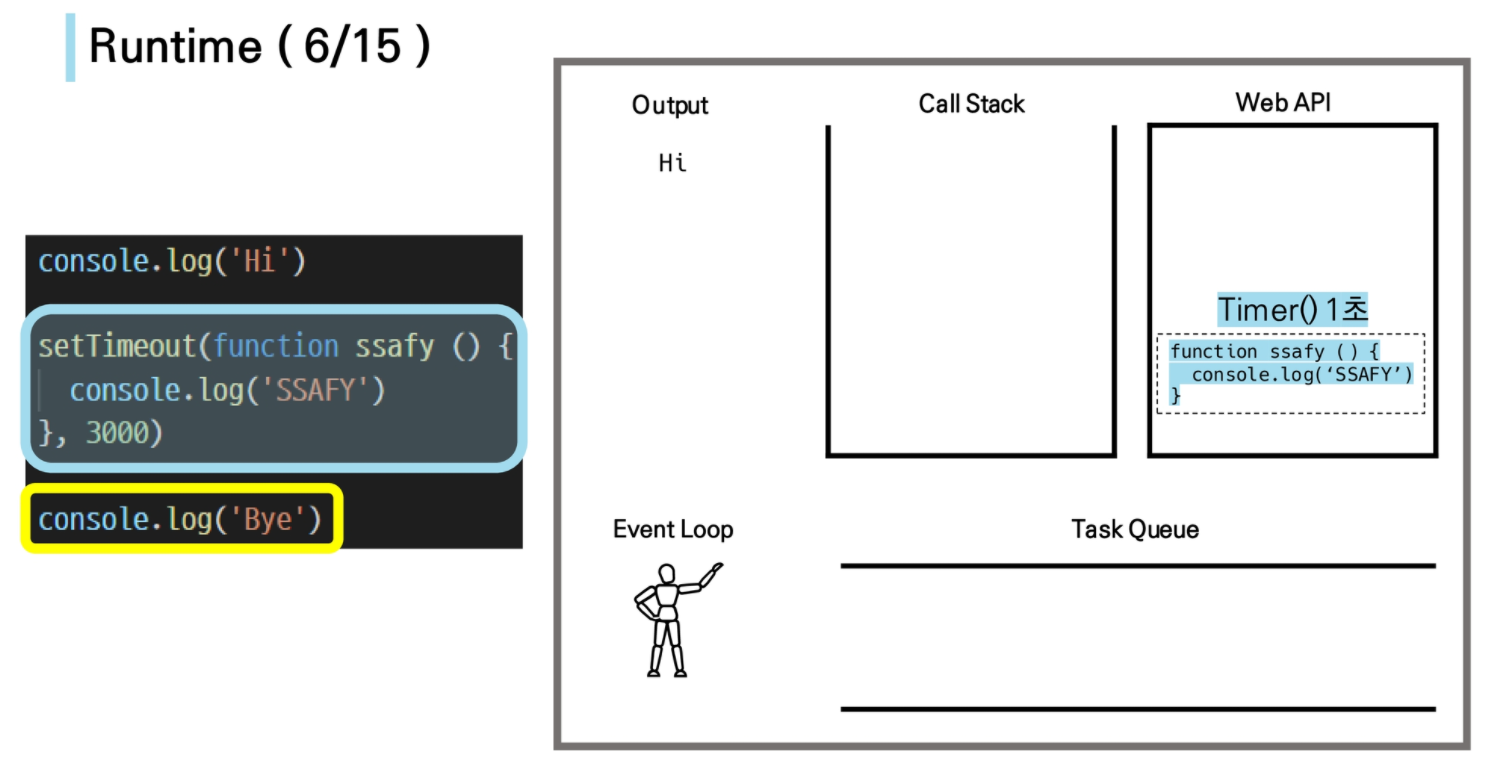 Runtime ( 6/15 )
console.log('Hi')
setTimeout(function ssafy () {
console.log('SSAFY')
}, 3000)
console.log('Bye')
Output
Hi
Call Stack
Web API
Timer() 1초
function ssafy () {
console.log(‘SSAFY’)
}
Event Loop
Task Queue